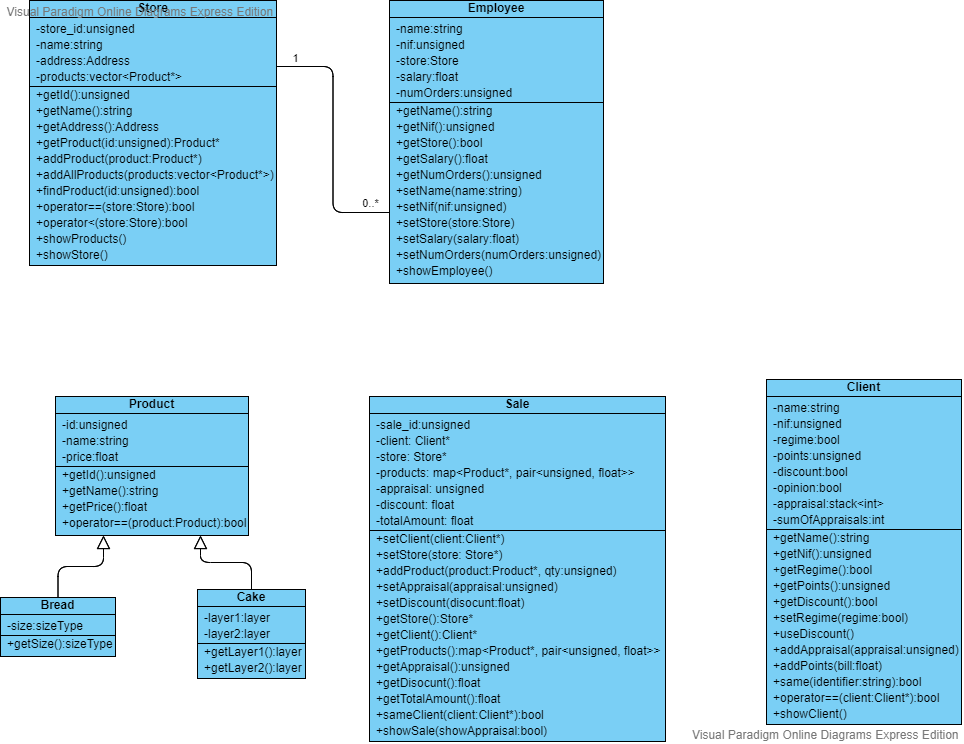 Visual Paradigm Online Diagrams Express Edition
Store
-store_id:unsigned
-name:string
-address:Address
-products:vector<Product*>
+getId():unsigned
+getName():string
+getAddress():Address
+getProduct(id:unsigned):Product*
+addProduct(product:Product*)
+addAllProducts(products:vector<Product*>)
+findProduct(id:unsigned):bool
+operator==(store:Store):bool
+operator<(store:Store):bool
+showProducts()
+showStore()
1
0..*
Employee
-name:string
-nif:unsigned
-store:Store
-salary:float
-numOrders:unsigned
+getName():string
+getNif():unsigned
+getStore():bool
+getSalary():float
+getNumOrders():unsigned
+setName(name:string)
+setNif(nif:unsigned)
+setStore(store:Store)
+setSalary(salary:float)
+setNumOrders(numOrders:unsigned)
+showEmployee()
Product
-id:unsigned
-name:string
-price:float
+getId():unsigned
+getName():string
+getPrice():float
+operator==(product:Product):bool
Bread
-size:sizeType
+getSize():sizeType
Cake
-layer1:layer
-layer2:layer
+getLayer1():layer
+getLayer2():layer
Sale
-sale_id:unsigned
-client: Client*
-store: Store*
-products: map<Product*, pair<unsigned, float>>
-appraisal: unsigned
-discount: float
-totalAmount: float
+setClient(client:Client*)
+setStore(store: Store*)
+addProduct(product:Product*, qty:unsigned)
+setAppraisal(appraisal:unsigned)
+setDiscount(disocunt:float)
+getStore():Store*
+getClient():Client*
+getProducts():map<Product*, pair<unsigned, float>>
+getAppraisal():unsigned
+getDisocunt():float
+getTotalAmount():float
+sameClient(client:Client*):bool
+showSale(showAppraisal:bool)
Client
-name:string
-nif:unsigned
-regime:bool
-points:unsigned
-discount:bool
-opinion:bool
-appraisal:stack<int>
-sumOfAppraisals:int
+getName():string
+getNif():unsigned
+getRegime():bool
+getPoints():unsigned
+getDiscount():bool
+setRegime(regime:bool)
+useDiscount()
+addAppraisal(appraisal:unsigned)
+addPoints(bill:float)
+same(identifier:string):bool
+operator==(client:Client*):bool
+showClient()
Visual Paradigm Online Diagrams Express Edition